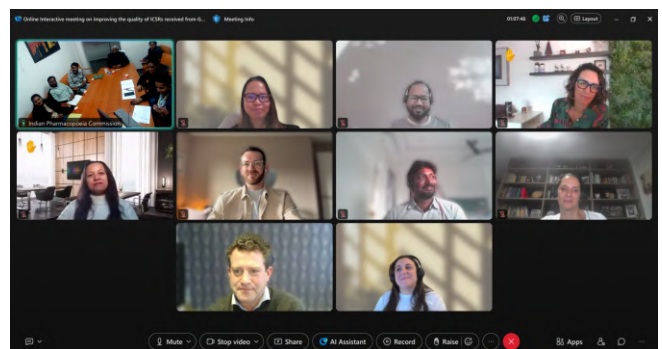 Online Interactive meeting on improving the quality of ICSRs received from G... Meeting Info
01:07:46 Layout
Indian Pharmacopoeia Commission
Mute Stop video Share AI Assistant Record Raise Apps